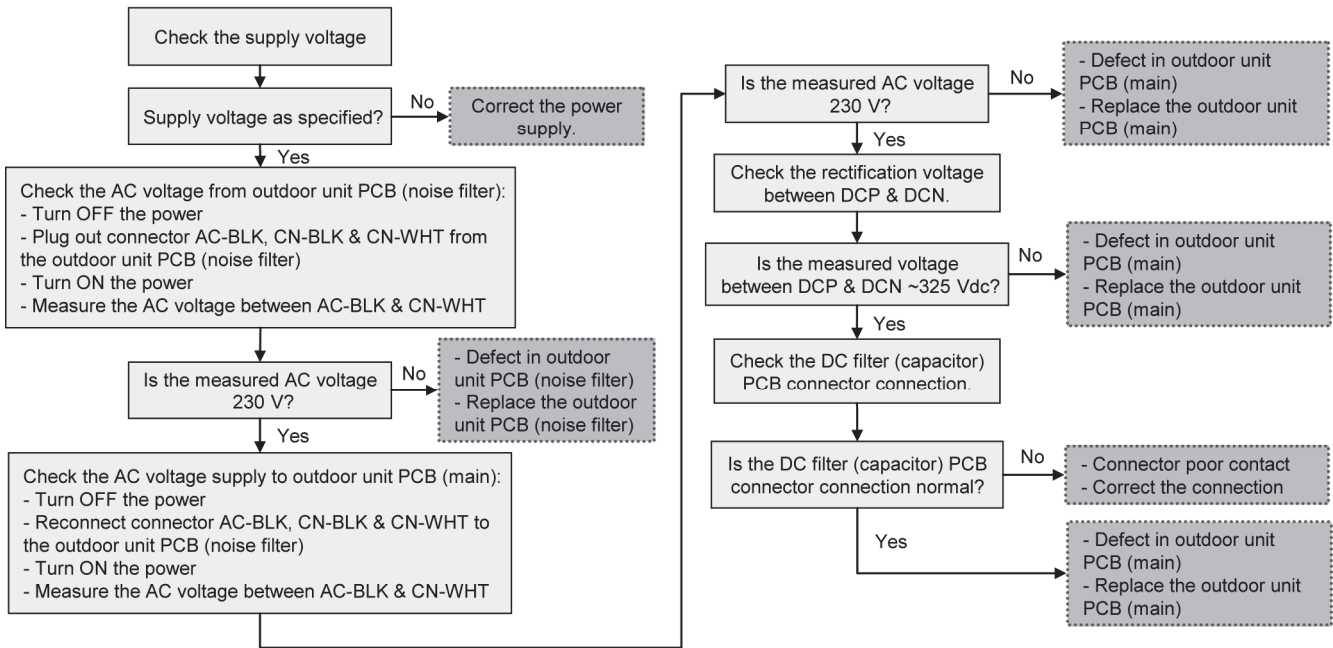 Check the supply voltage
Supply voltage as specified?
No
Correct the power
supply.
Yes
Check the AC voltage from outdoor unit PCB (noise filter):
- Turn OFF the power
- Plug out connector AC-BLK, CN-BLK & CN-WHT from
the outdoor unit PCB (noise filter)
- Turn ON the power
- Measure the AC voltage between AC-BLK & CN-WHT
Is the measured AC voltage
230 V?
No
- Defect in outdoor
unit PCB (noise filter)
- Replace the outdoor
unit PCB (noise filter)
Yes
Check the AC voltage supply to outdoor unit PCB (main):
- Turn OFF the power
- Reconnect connector AC-BLK, CN-BLK & CN-WHT to
the outdoor unit PCB (noise filter)
- Turn ON the power
- Measure the AC voltage between AC-BLK & CN-WHT
Is the measured AC voltage
230 V?
No
- Defect in outdoor unit
PCB (main)
- Replace the outdoor unit
PCB (main)
Yes
Check the rectification voltage
between DCP & DCN.
Is the measured voltage
between DCP & DCN ~325 Vdc?
No
- Defect in outdoor unit
PCB (main)
- Replace the outdoor unit
PCB (main)
Yes
Check the DC filter (capacitor)
PCB connector connection.
Is the DC filter (capacitor) PCB
connector connection normal?
No
- Connector poor contact
- Correct the connection
Yes
- Defect in outdoor unit
PCB (main)
- Replace the outdoor unit
PCB (main)